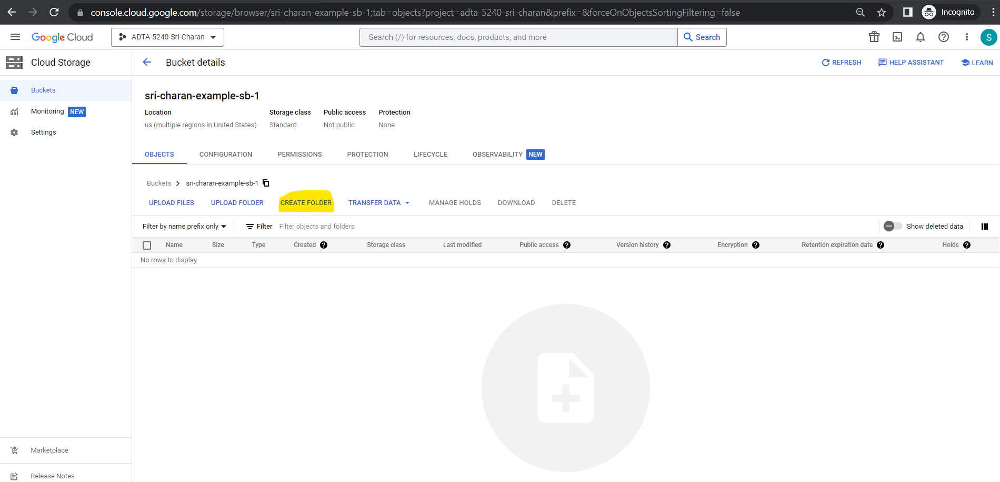 console.cloud.google.com/storage/browser/sri-charan-example-sb-1;tab=objects?project=adta-5240-sri-charan&prefix=&forceOnObjectsSortingFiltering=false Incognito
Google Cloud ADTA-5240-Sri-Charan Search (/) for resources, docs, products, and more Search S
Cloud Storage Bucket details REFRESH HELP ASSISTANT LEARN
Buckets
Monitoring NEW
Settings
sri-charan-example-sb-1
Location Storage class Public access Protection
us (multiple regions in United States) Standard Not public None
OBJECTS CONFIGURATION PERMISSIONS PROTECTION LIFECYCLE OBSERVABILITY NEW
Buckets > sri-charan-example-sb-1
UPLOAD FILES UPLOAD FOLDER CREATE FOLDER TRANSFER DATA MANAGE HOLDS DOWNLOAD DELETE
Filter by name prefix only Filter Filter objects and folders Show deleted data
Name Size Type Created Storage class Last modified Public access Version history Encryption Retention expiration date Holds
No rows to display
Marketplace
Release Notes